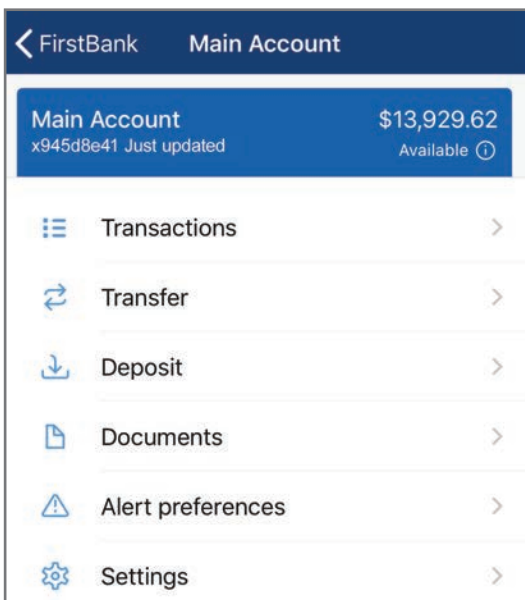 FirstBank Main Account
Main Account $13,929.62
x945d8e41 Just updated Available
Transactions
Transfer
Deposit
Documents
Alert preferences
Settings